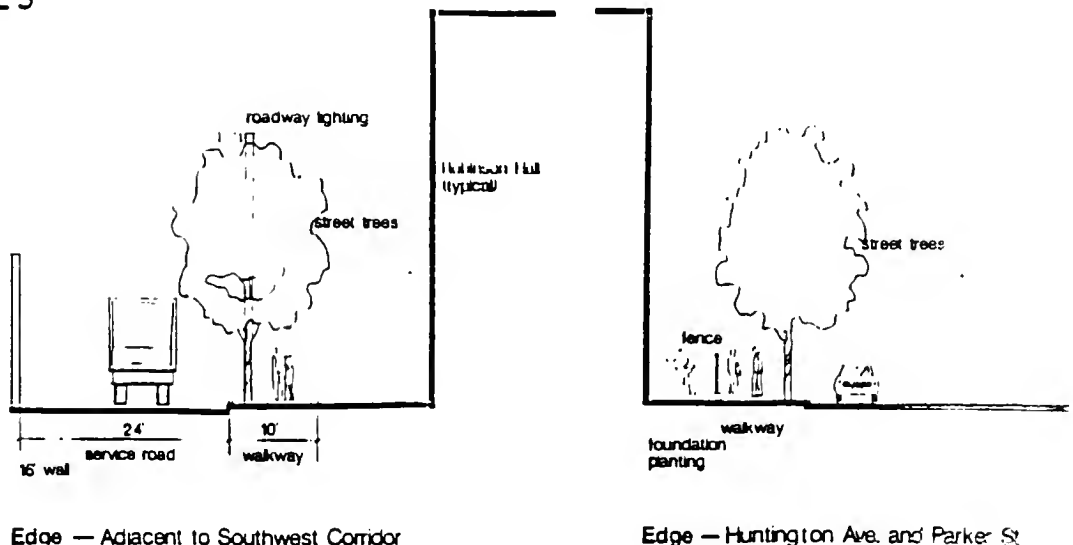 roadway lighting
Robinson Hall
(typical)
street trees
24'
service road
10'
walkway
16' wall
Edge — Adjacent to Southwest Corridor
street trees
fence
walkway
foundation
planting
Edge — Huntington Ave. and Parker St.